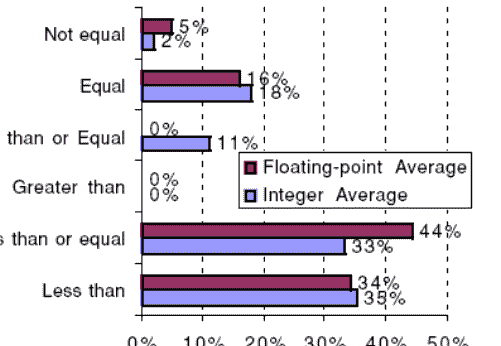 Not equal
5%
2%
Equal
16%
18%
than or Equal
0%
11%
Floating-point Average
Integer Average
Greater than
0%
0%
than or equal
44%
33%
Less than
34%
35%
0% 10% 20% 30% 40% 50%